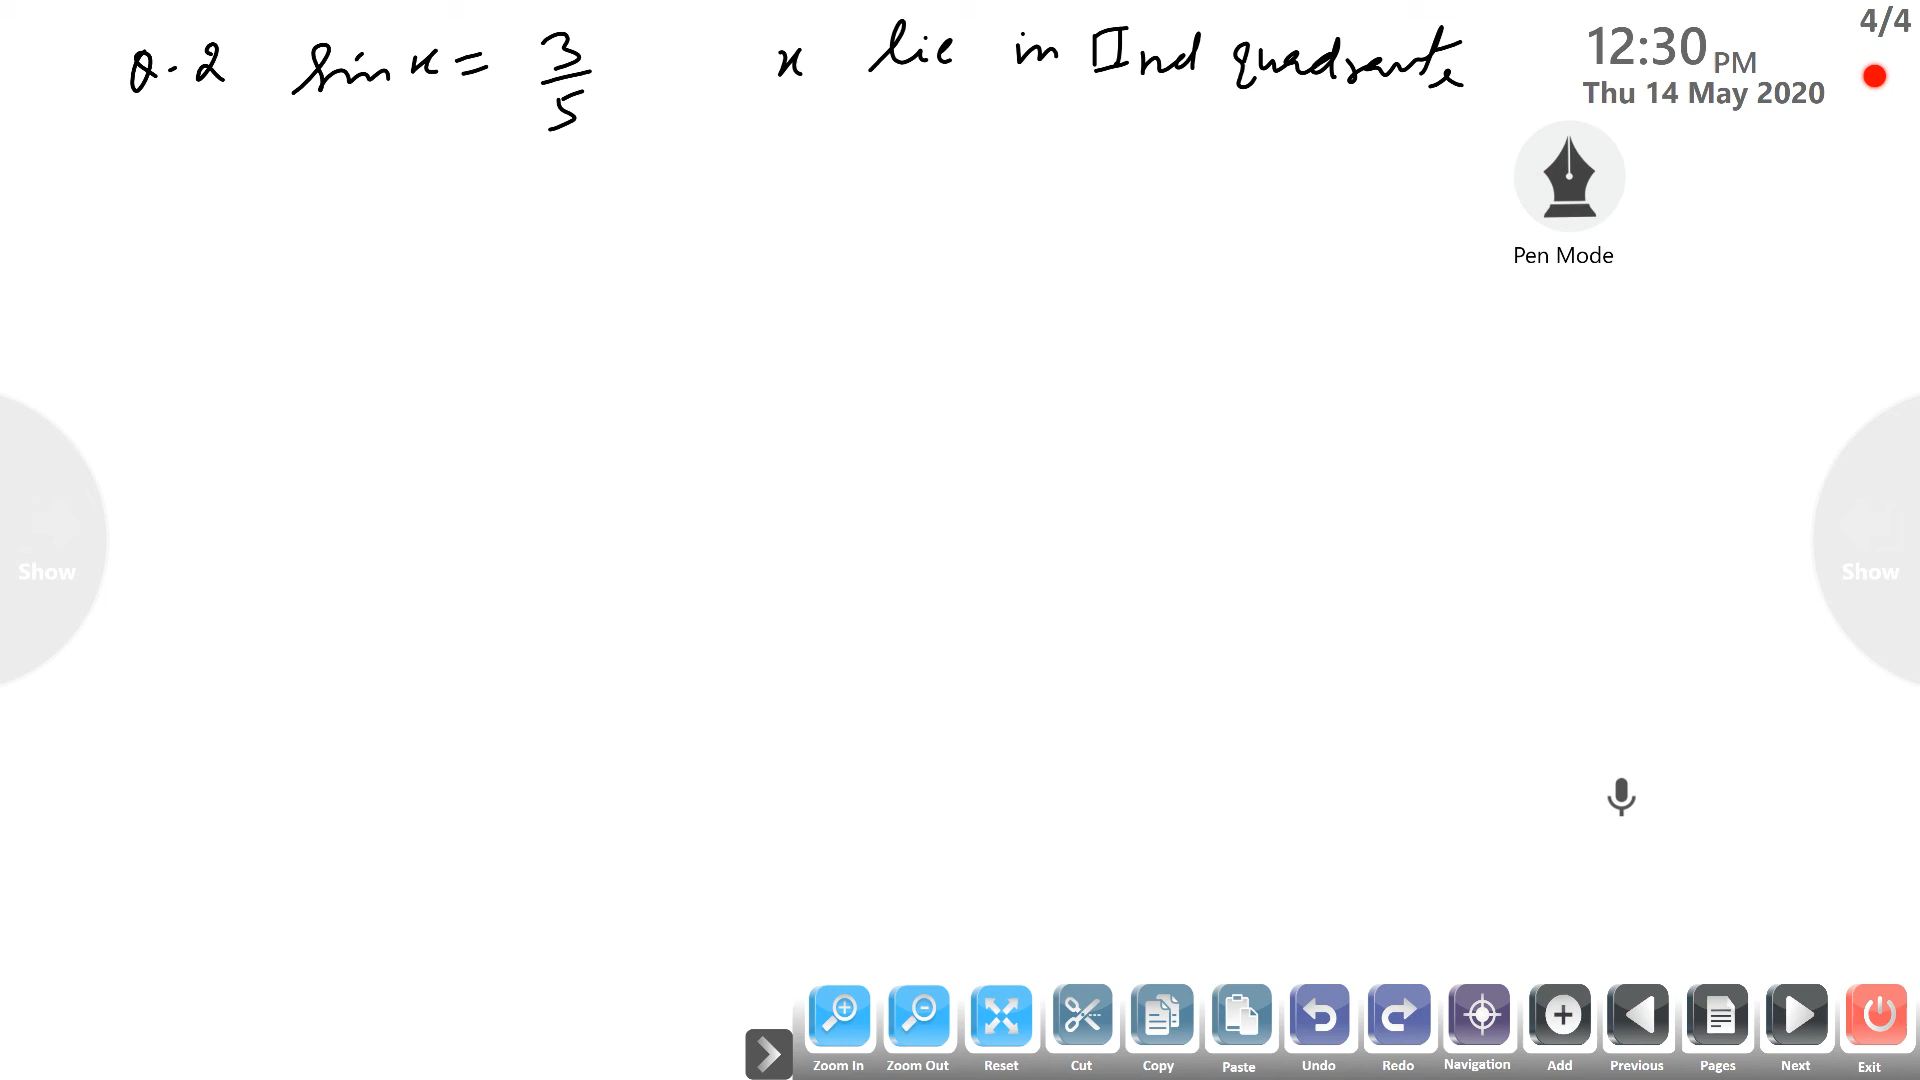 Q.2 sin x = 3/5 x lie in IInd quadrante
4/4
12:30 PM
Thu 14 May 2020
Pen Mode
Show
Show
Zoom In Zoom Out Reset Cut Copy Paste Undo Redo Navigation Add Previous Pages Next Exit